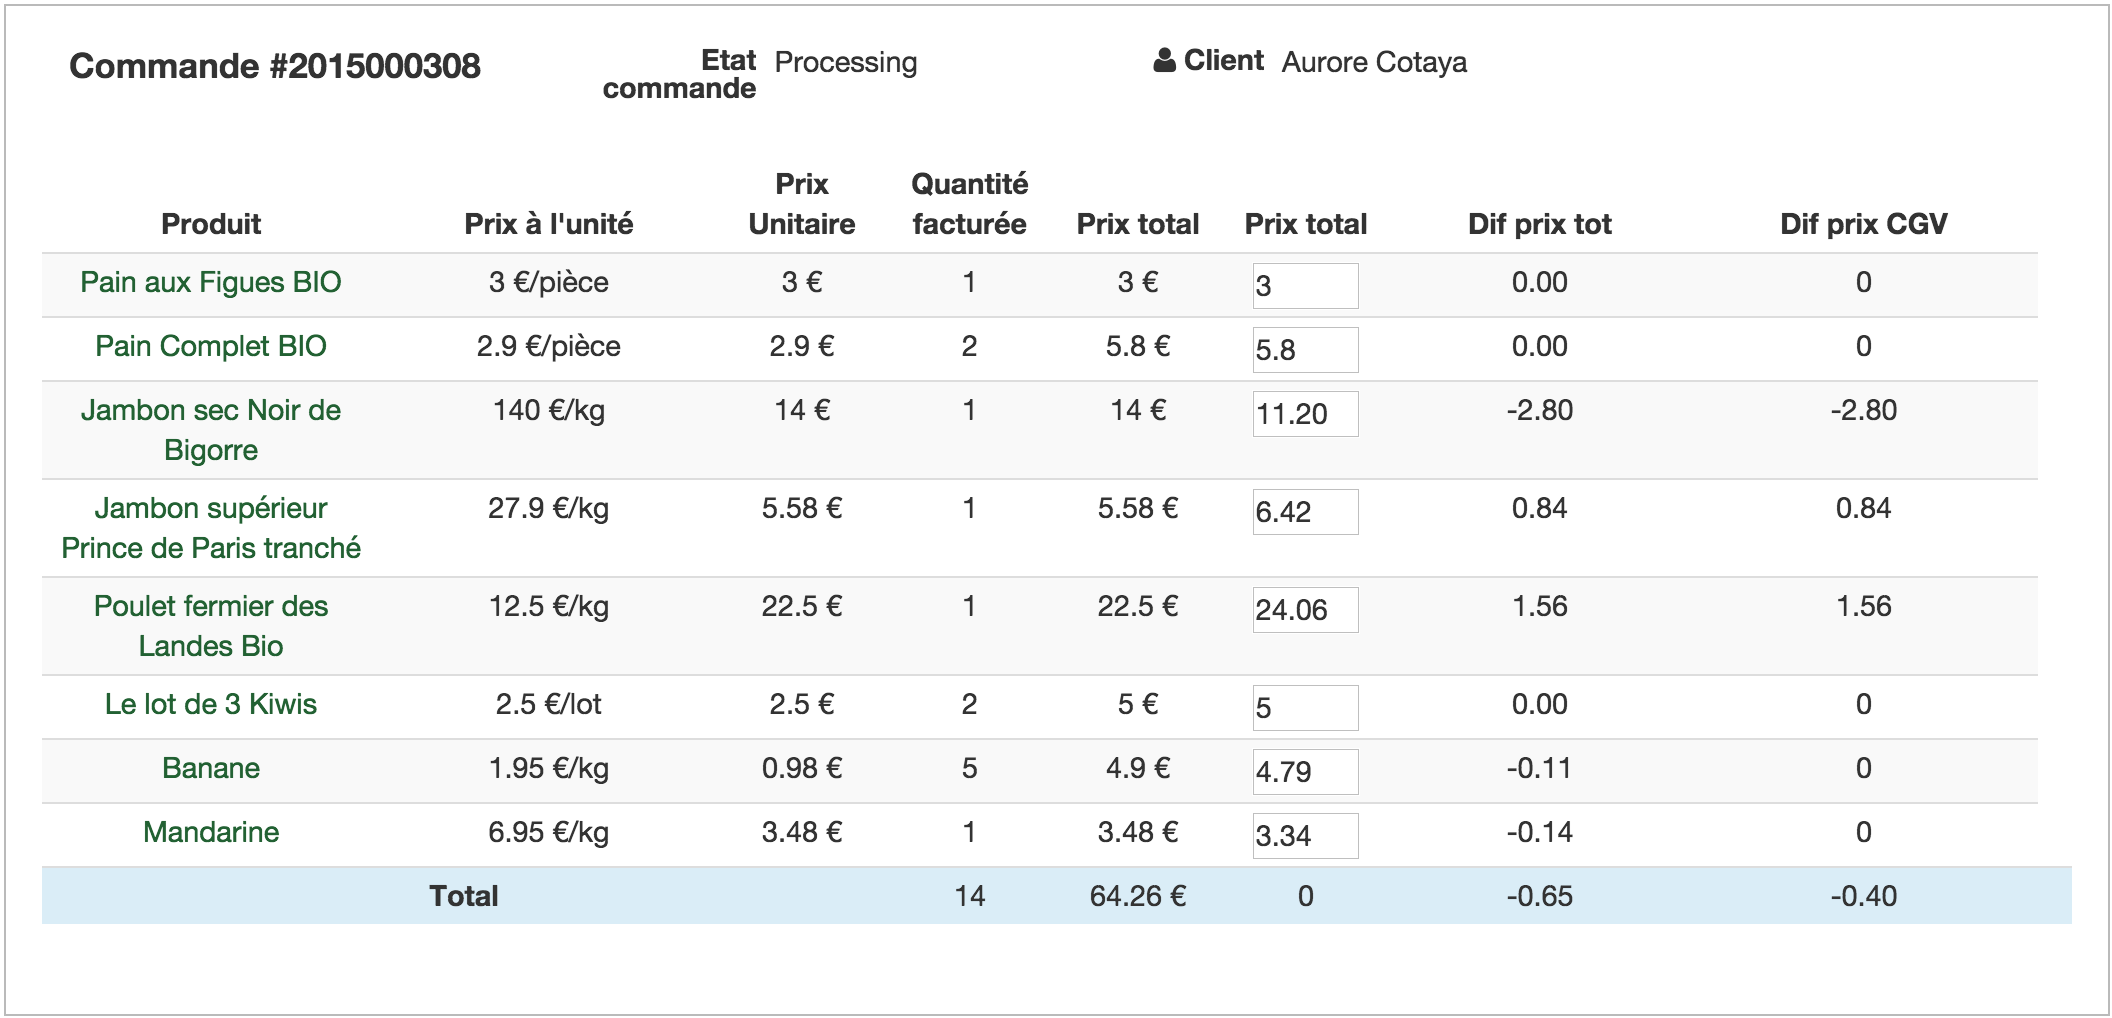 Commande #2015000308
Etat commande Processing
Client Aurore Cotaya
Produit Prix à l'unité Prix Unitaire Quantité facturée Prix total Prix total Dif prix tot Dif prix CGV
Pain aux Figues BIO 3 €/pièce 3 € 1 3 € 3 0.00 0
Pain Complet BIO 2.9 €/pièce 2.9 € 2 5.8 € 5.8 0.00 0
Jambon sec Noir de Bigorre 140 €/kg 14 € 1 14 € 11.20 -2.80 -2.80
Jambon supérieur Prince de Paris tranché 27.9 €/kg 5.58 € 1 5.58 € 6.42 0.84 0.84
Poulet fermier des Landes Bio 12.5 €/kg 22.5 € 1 22.5 € 24.06 1.56 1.56
Le lot de 3 Kiwis 2.5 €/lot 2.5 € 2 5 € 5 0.00 0
Banane 1.95 €/kg 0.98 € 5 4.9 € 4.79 -0.11 0
Mandarine 6.95 €/kg 3.48 € 1 3.48 € 3.34 -0.14 0
Total 14 64.26 € 0 -0.65 -0.40